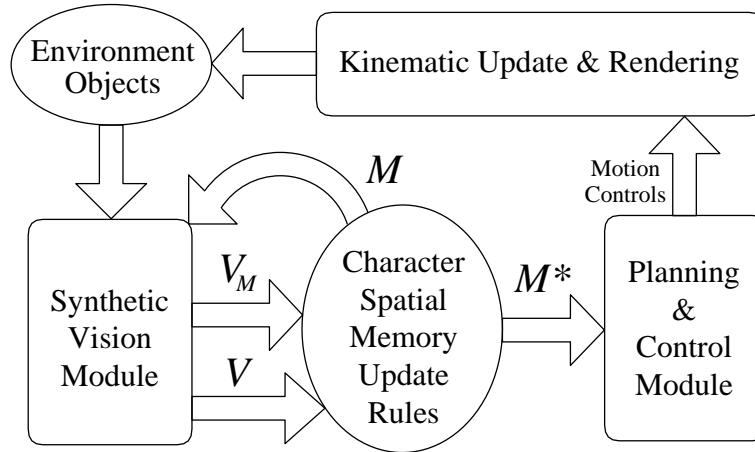 Environment
Objects
Kinematic Update & Rendering
M
Motion
Controls
Synthetic
Vision
Module
V_M
V
Character
Spatial
Memory
Update
Rules
M*
Planning
&
Control
Module